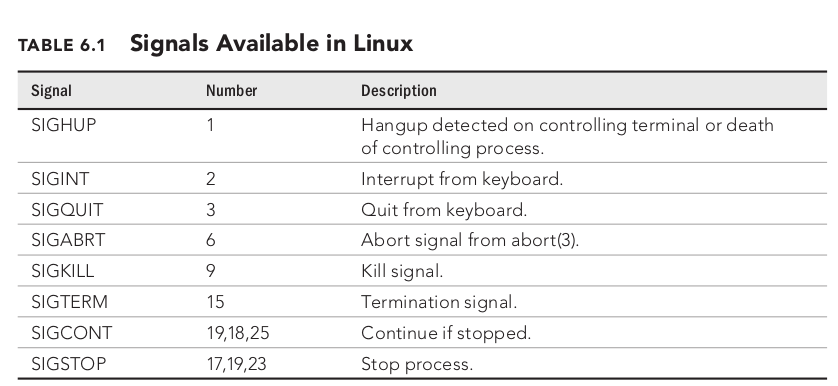 TABLE 6.1 Signals Available in Linux
Signal Number Description
SIGHUP 1 Hangup detected on controlling terminal or death
of controlling process.
SIGINT 2 Interrupt from keyboard.
SIGQUIT 3 Quit from keyboard.
SIGABRT 6 Abort signal from abort(3).
SIGKILL 9 Kill signal.
SIGTERM 15 Termination signal.
SIGCONT 19,18,25 Continue if stopped.
SIGSTOP 17,19,23 Stop process.